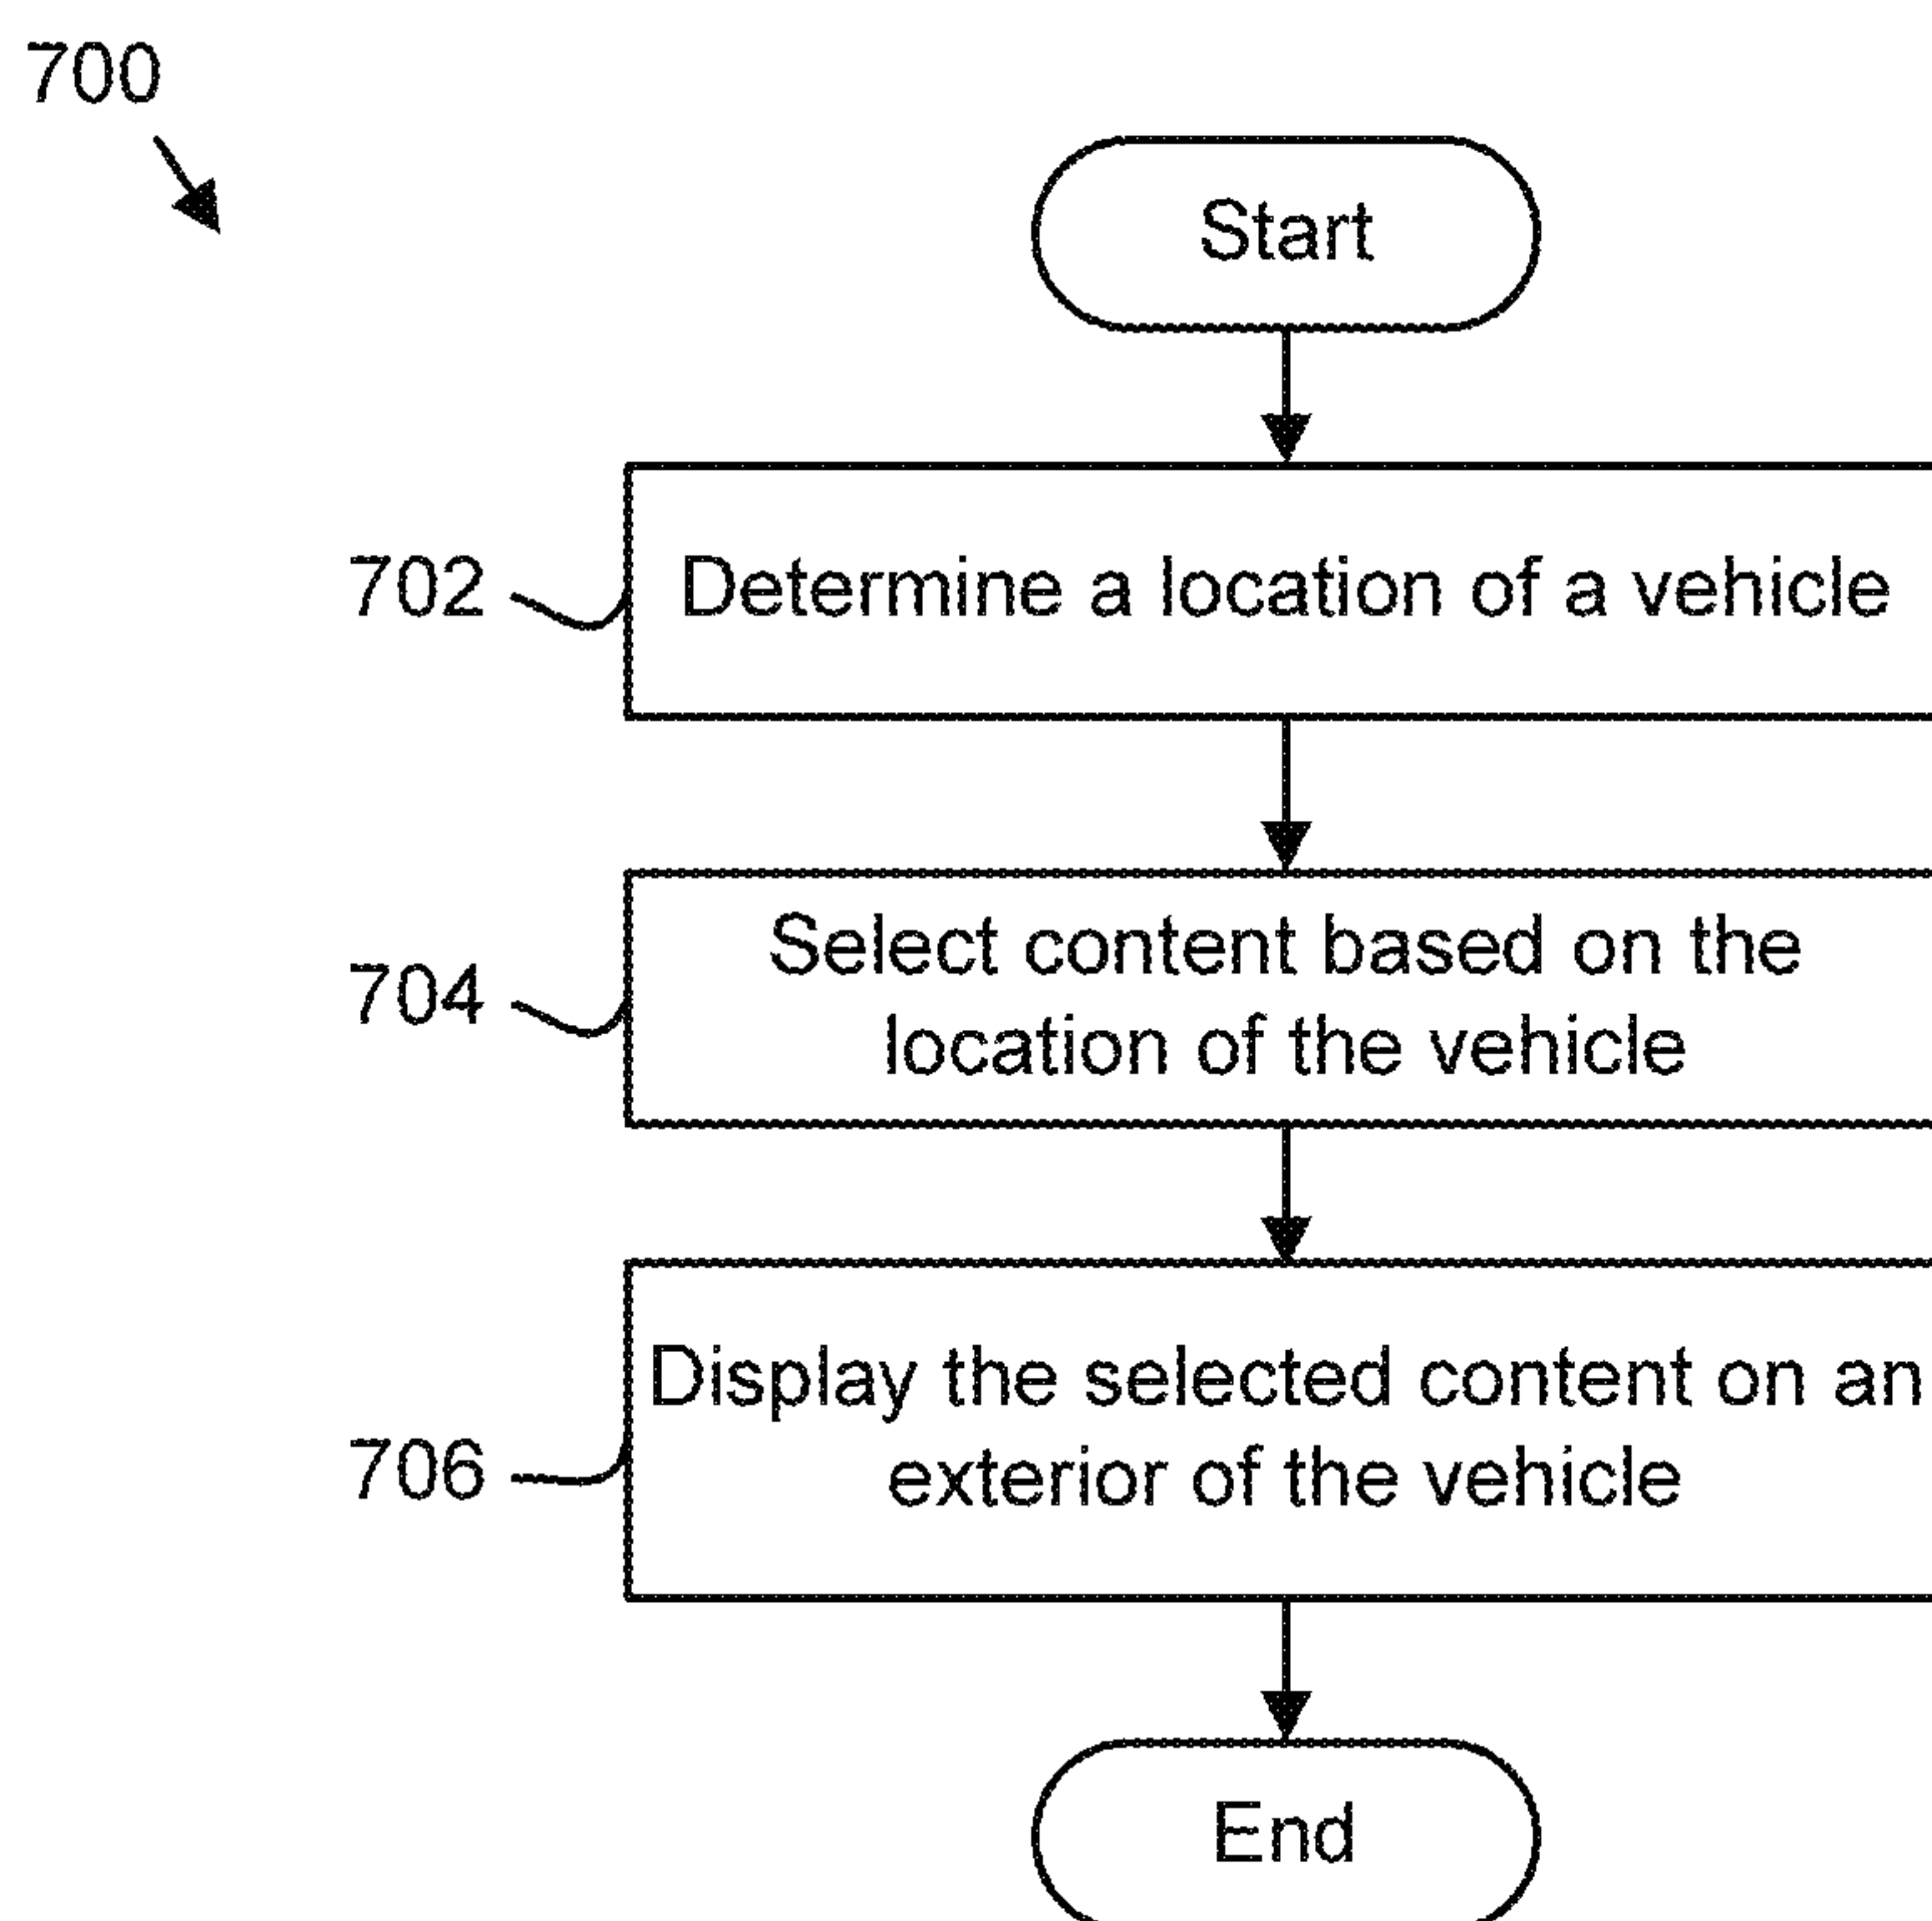 700
Start
702
Determine a location of a vehicle
704
Select content based on the
location of the vehicle
706
Display the selected content on an
exterior of the vehicle
End